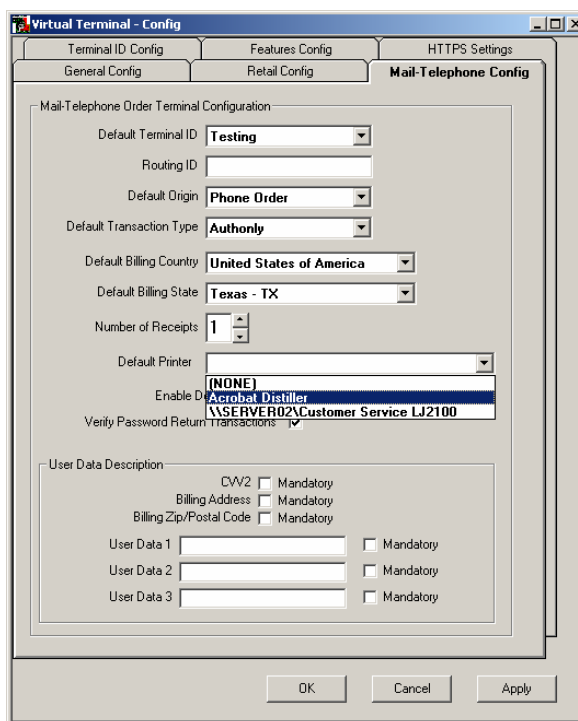 Virtual Terminal - Config
Terminal ID Config Features Config HTTPS Settings
General Config Retail Config Mail-Telephone Config
Mail-Telephone Order Terminal Configuration
Default Terminal ID Testing
Routing ID
Default Origin Phone Order
Default Transaction Type Authonly
Default Billing Country United States of America
Default Billing State Texas - TX
Number of Receipts 1
Default Printer
(NONE)
Enable D Acrobat Distiller
\\SERVER02\Customer Service LJ2100
Verify Password Return Transactions
User Data Description
CVV2 Mandatory
Billing Address Mandatory
Billing Zip/Postal Code Mandatory
User Data 1 Mandatory
User Data 2 Mandatory
User Data 3 Mandatory
OK Cancel Apply